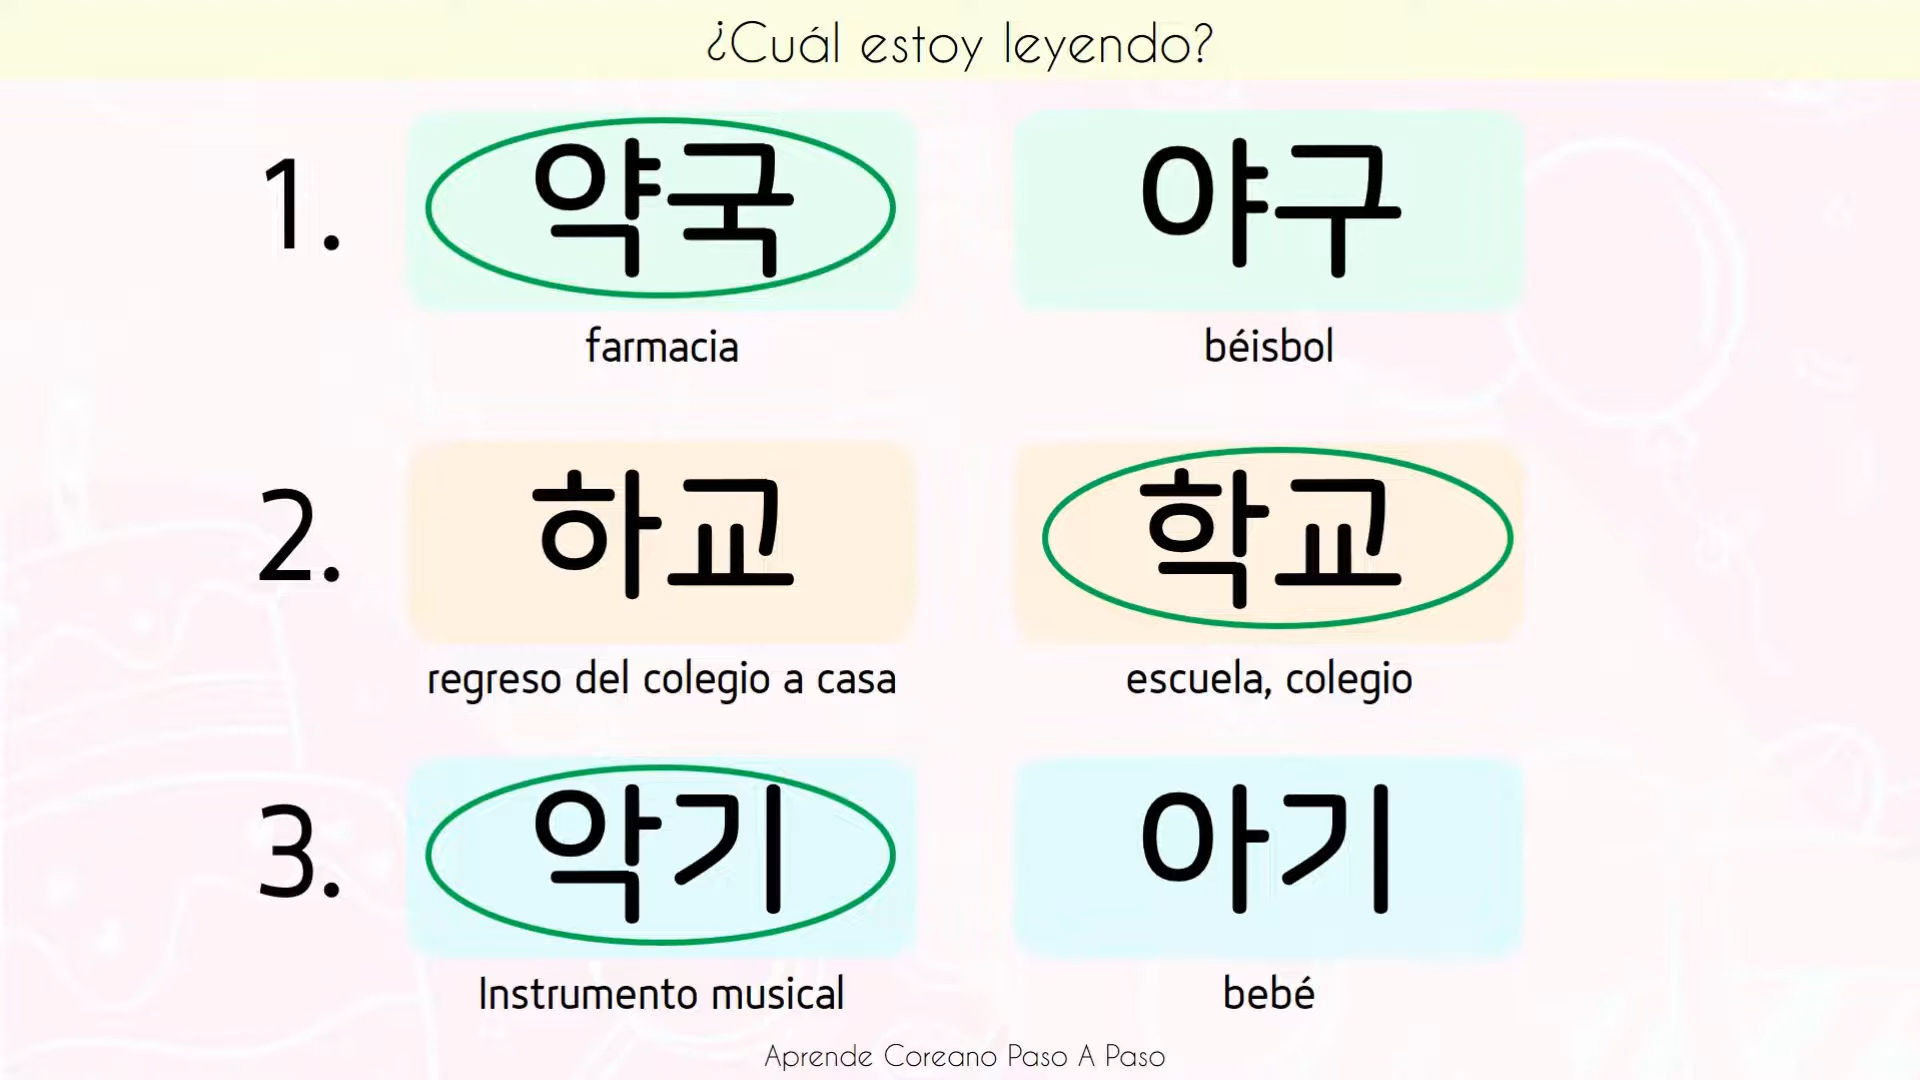 ¿Cuál estoy leyendo?
1. 약국 야구
farmacia béisbol
2. 하교 학교
regreso del colegio a casa escuela, colegio
3. 악기 아기
Instrumento musical bebé
Aprende Coreano Paso A Paso